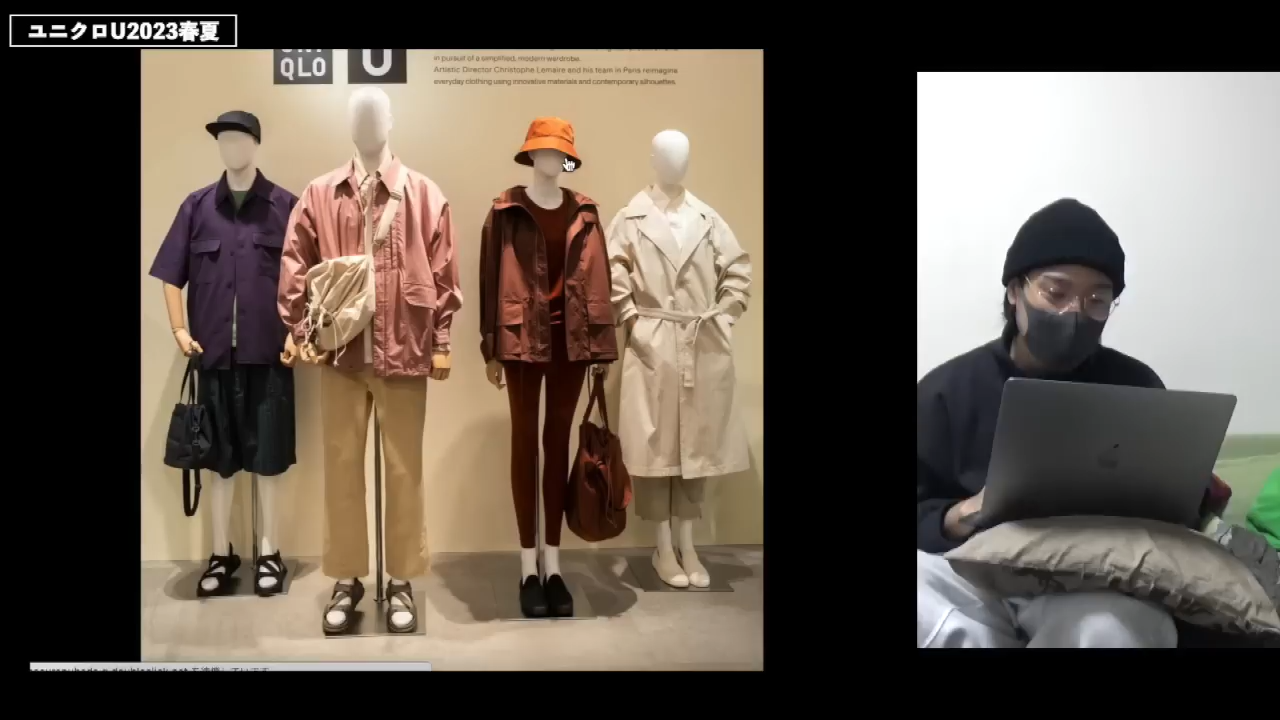 ユニクロU2023春夏
UNI
QLO
U
in pursuit of a simplified, modern wardrobe.
Artistic Director Christophe Lemaire and his team in Paris reimagine
everyday clothing using innovative materials and contemporary silhouettes.